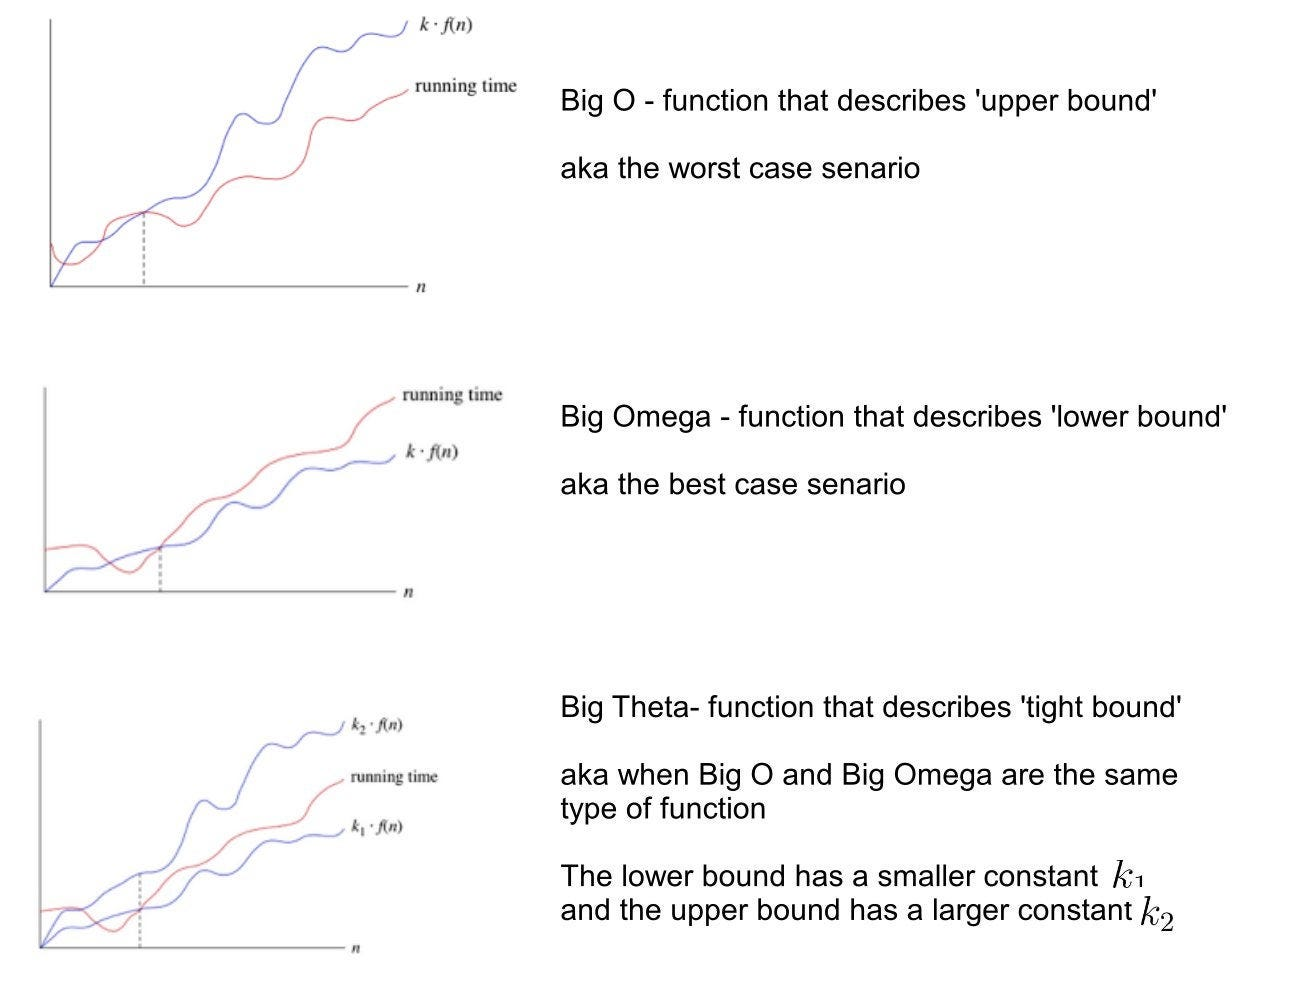 k · f(n)
running time
Big O - function that describes 'upper bound'
aka the worst case senario
n
running time
k · f(n)
Big Omega - function that describes 'lower bound'
aka the best case senario
n
Big Theta- function that describes 'tight bound'
k₂ · f(n)
running time
k₁ · f(n)
aka when Big O and Big Omega are the same
type of function
The lower bound has a smaller constant k₁
and the upper bound has a larger constant k₂
n